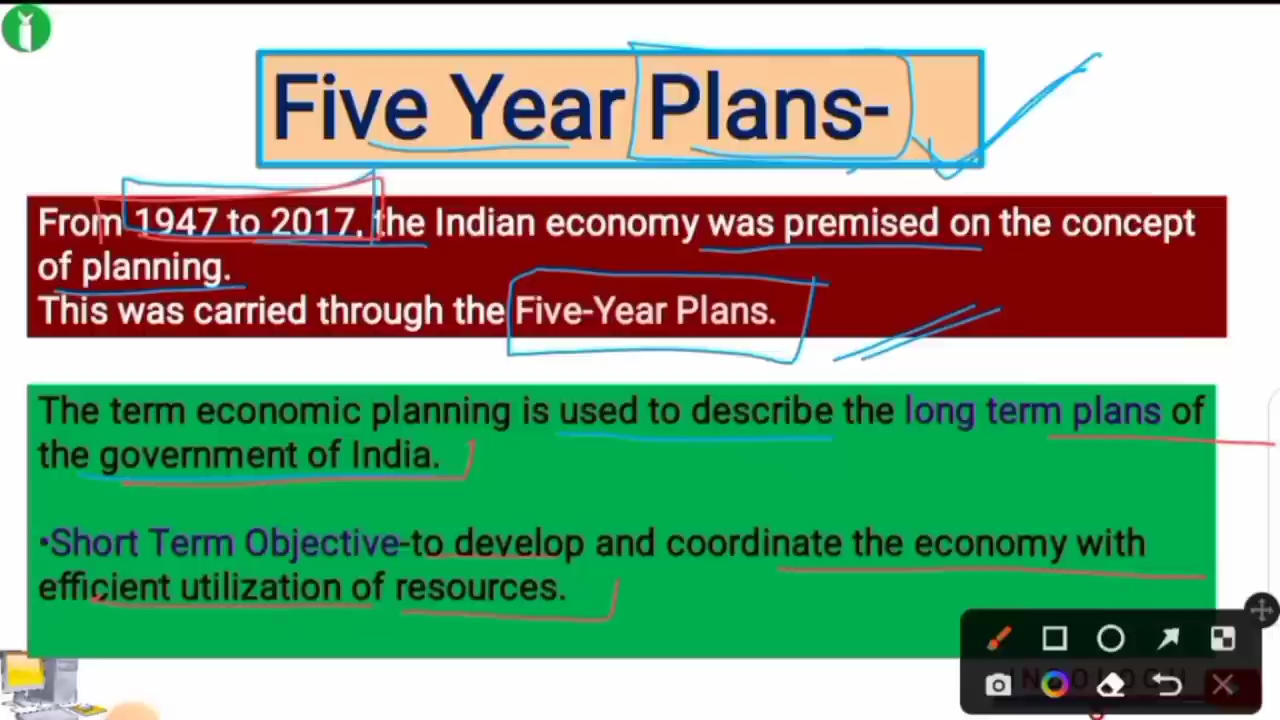 Five Year Plans-
From 1947 to 2017, the Indian economy was premised on the concept
of planning.
This was carried through the Five-Year Plans.
The term economic planning is used to describe the long term plans of
the government of India.
•Short Term Objective-to develop and coordinate the economy with
efficient utilization of resources.